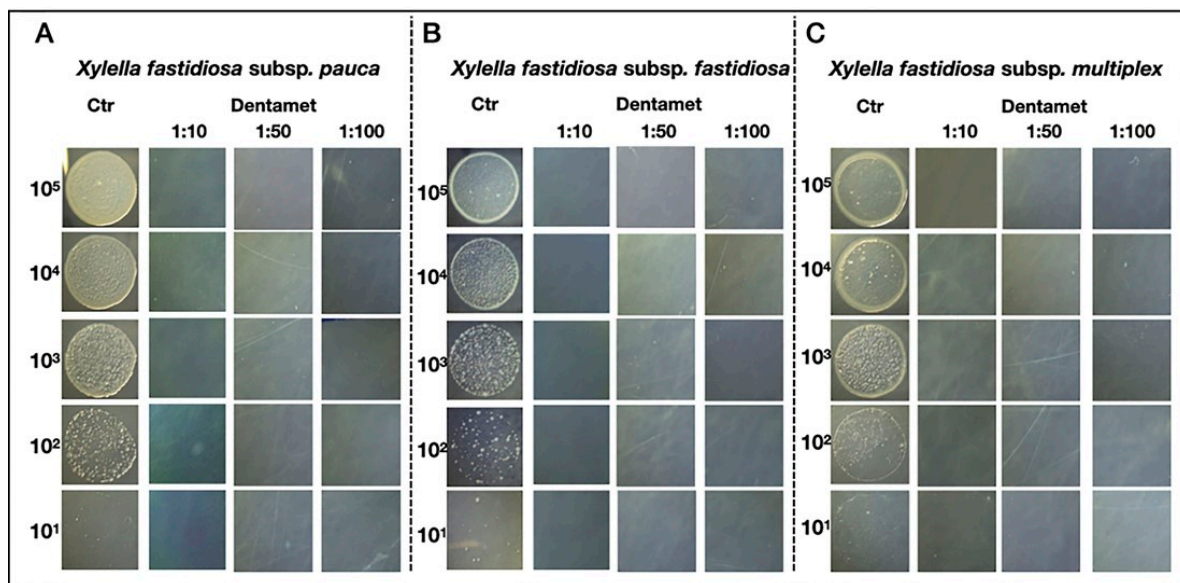 A
Xylella fastidiosa subsp. pauca
Ctr Dentamet
1:10 1:50 1:100
10⁵
10⁴
10³
10²
10¹
B
Xylella fastidiosa subsp. fastidiosa
Ctr Dentamet
1:10 1:50 1:100
10⁵
10⁴
10³
10²
10¹
C
Xylella fastidiosa subsp. multiplex
Ctr Dentamet
1:10 1:50 1:100
10⁵
10⁴
10³
10²
10¹